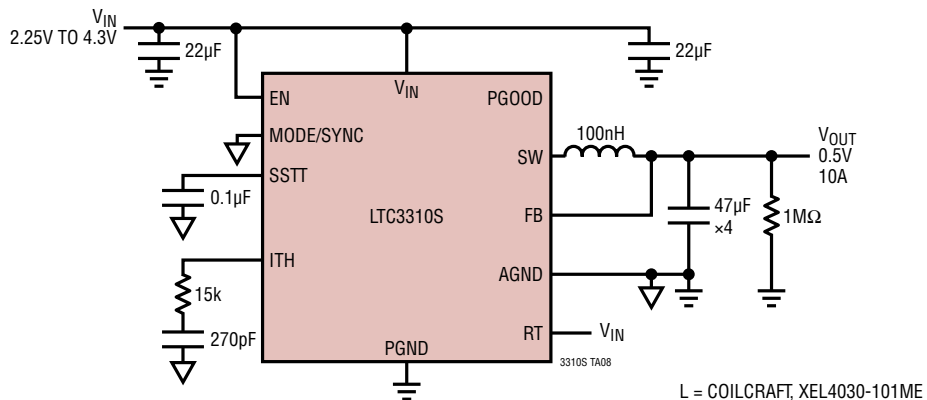 VIN
2.25V TO 4.3V
22µF
22µF
VIN
EN
PGOOD
MODE/SYNC
100nH
SW
VOUT
0.5V
10A
SSTT
0.1µF
LTC3310S
FB
47µF
×4
1MΩ
ITH
AGND
15k
270pF
RT
VIN
PGND
3310S TA08
L = COILCRAFT, XEL4030-101ME